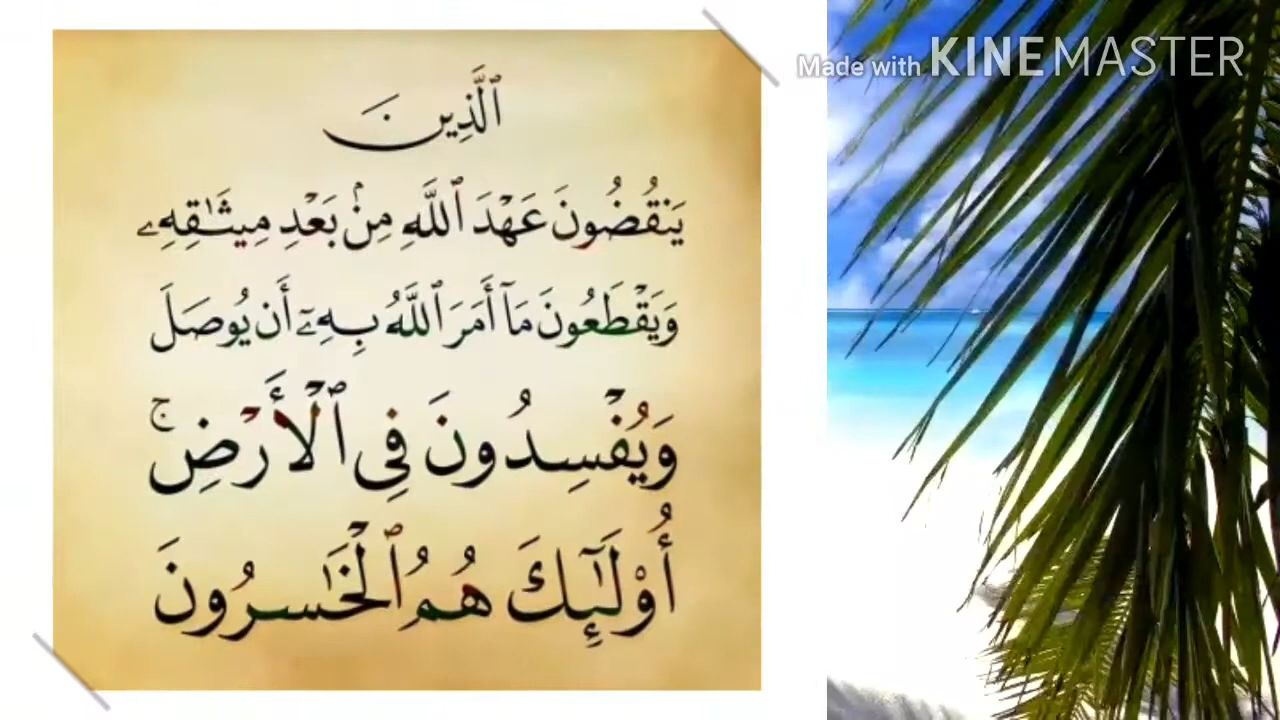 ٱلَّذِينَ
يَنقُضُونَ عَهْدَ ٱللَّهِ مِنۢ بَعْدِ مِيثَـٰقِهِۦ
وَيَقْطَعُونَ مَآ أَمَرَ ٱللَّهُ بِهِۦٓ أَن يُوصَلَ
وَيُفْسِدُونَ فِى ٱلْأَرْضِ ۚ
أُو۟لَـٰٓئِكَ هُمُ ٱلْخَـٰسِرُونَ
Made with KINEMASTER